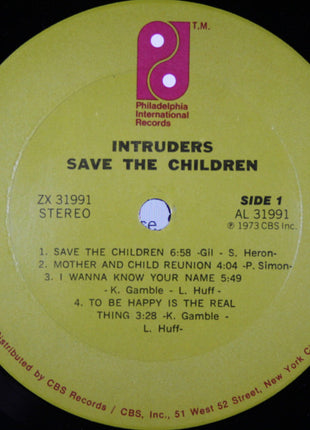 T.M.
Philadelphia
International
Records
INTRUDERS
SAVE THE CHILDREN
ZX 31991
STEREO
SIDE 1
AL 31991
℗ 1973 CBS Inc.
1. SAVE THE CHILDREN 6:58 -Gil - S. Heron-
2. MOTHER AND CHILD REUNION 4:04 -P. Simon-
3. I WANNA KNOW YOUR NAME 5:49
-K. Gamble - L. Huff-
4. TO BE HAPPY IS THE REAL
THING 3:28 -K. Gamble -
L. Huff-
Distributed by CBS Records / CBS, Inc., 51 West 52 Street, New York